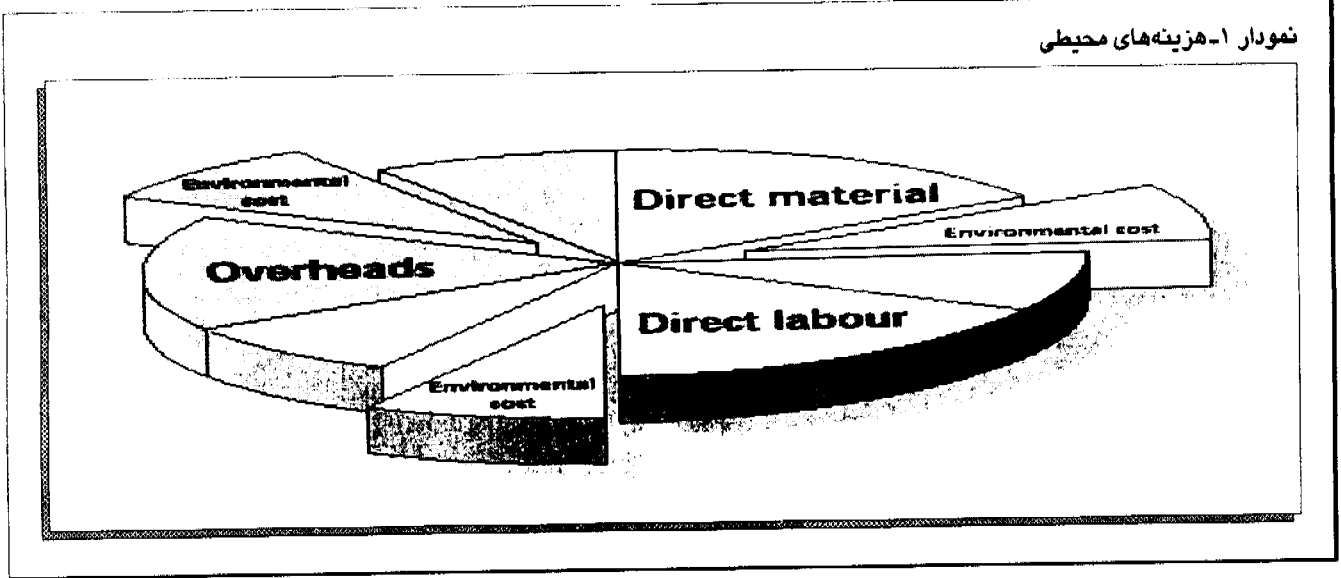 نمودار ۱ـ هزینه‌های محیطی
Environmental
cost
Direct material
Environmental cost
Overheads
Direct labour
Environmental
cost